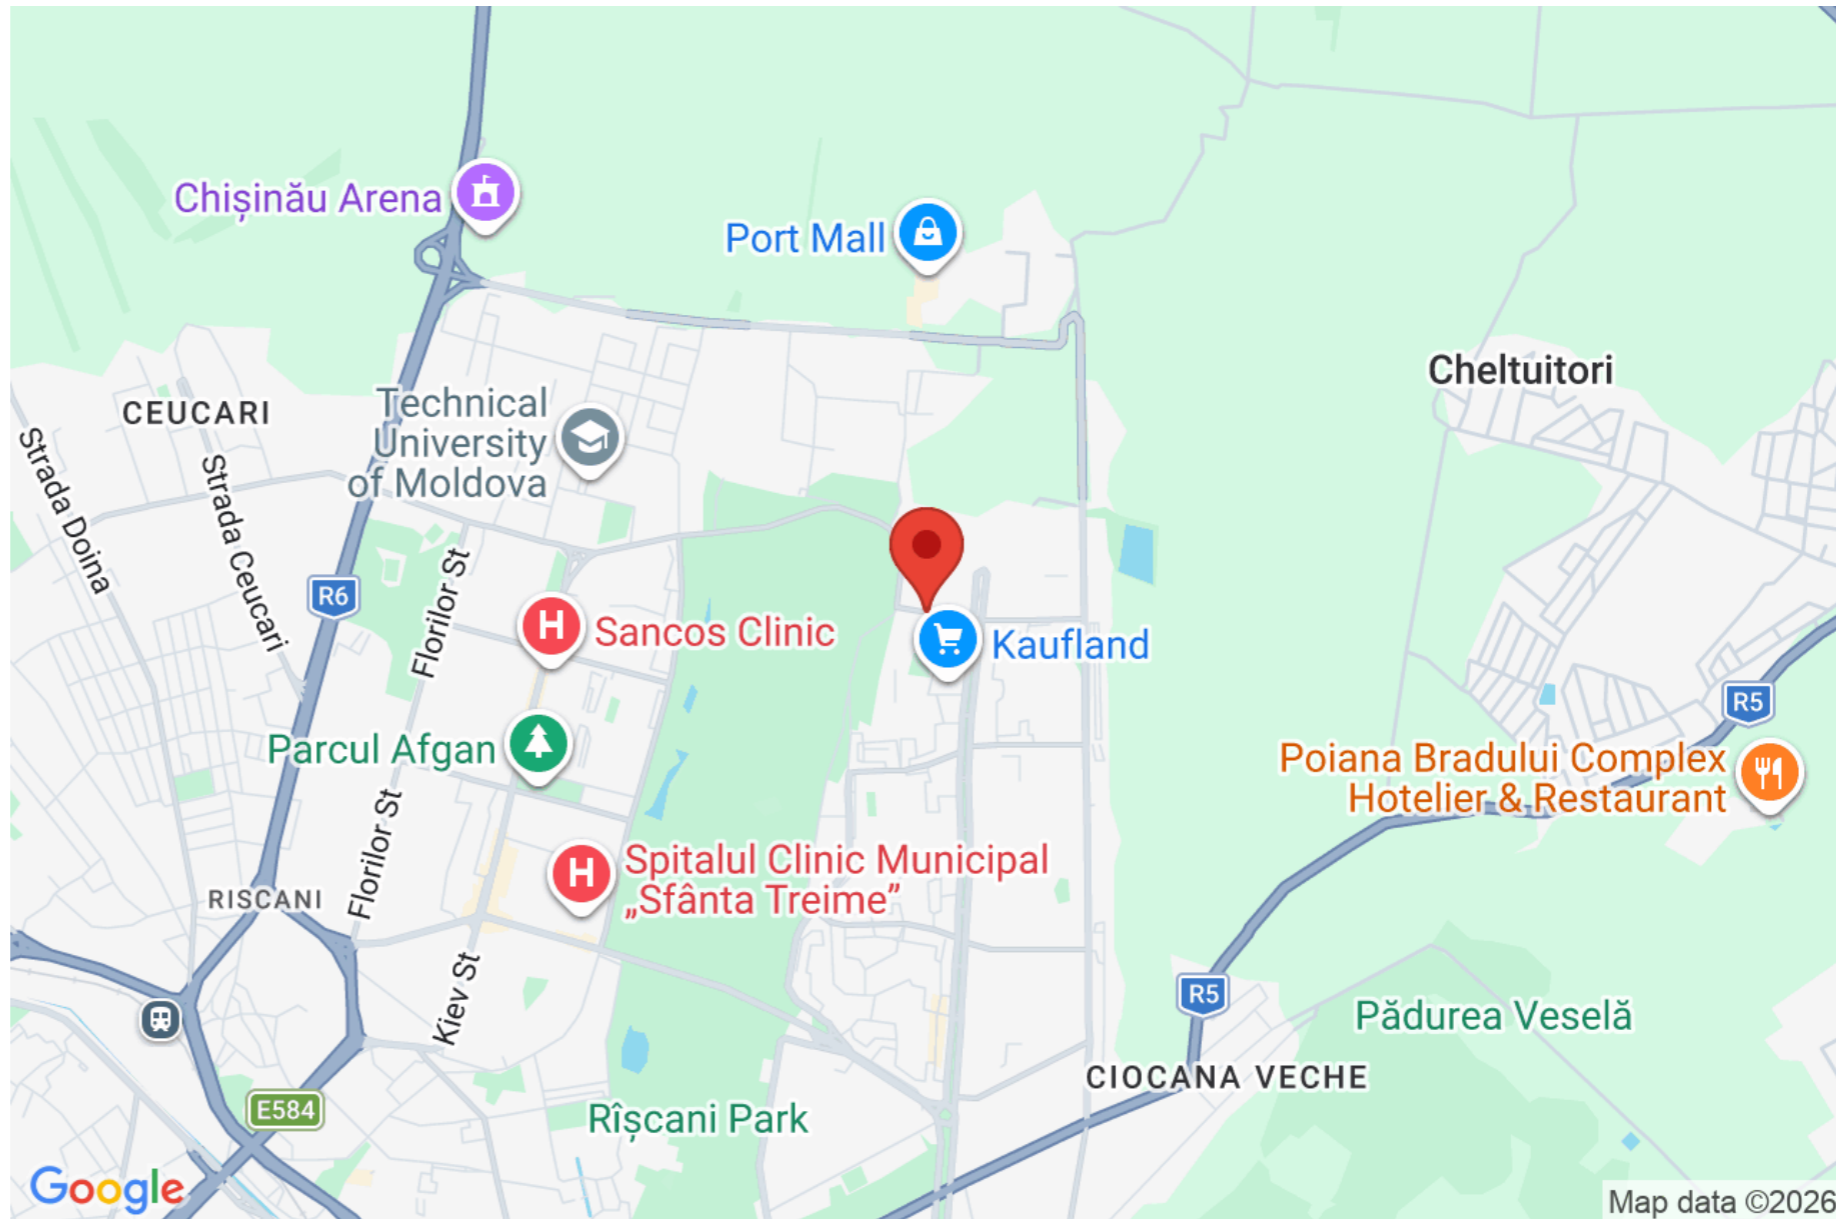 Chișinău Arena
Port Mall
Cheltuitori
CEUCARI
Technical
University
of Moldova
Strada Doina
Strada Ceucari
Florilor St
R6
Sancos Clinic
Kaufland
R5
Parcul Afgan
Poiana Bradului Complex
Hotelier & Restaurant
Florilor St
Spitalul Clinic Municipal
„Sfânta Treime”
RISCANI
Kiev St
R5
Pădurea Veselă
CIOCANA VECHE
E584
Rîșcani Park
Google
Map data ©2026